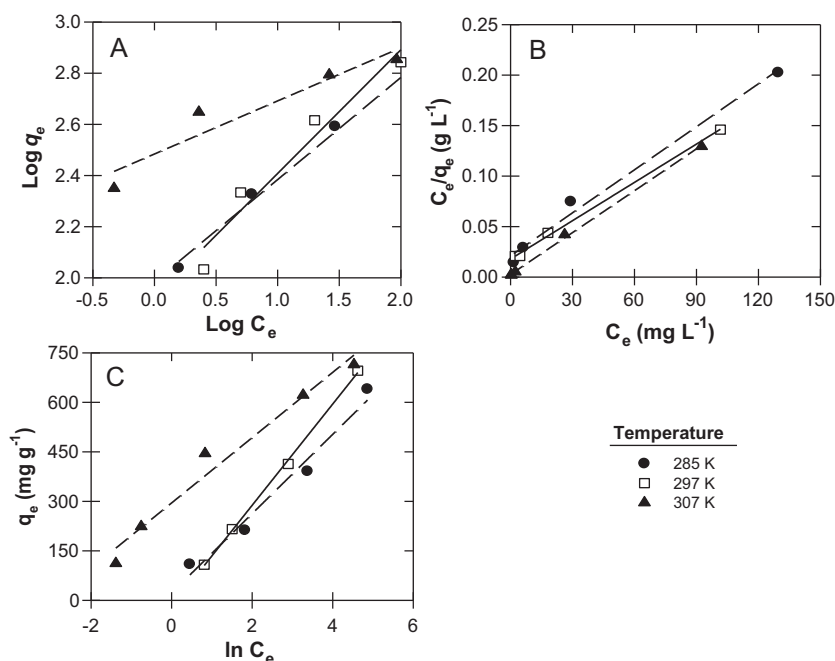 A
3.0
2.8
2.6
2.4
2.2
2.0
Log qe
-0.5 0.0 0.5 1.0 1.5 2.0
Log Ce
B
0.25
0.20
0.15
0.10
0.05
0.00
Ce/qe (g L-1)
0 30 60 90 120 150
Ce (mg L-1)
C
750
600
450
300
150
0
qe (mg g-1)
-2 0 2 4 6
ln Ce
Temperature
285 K
297 K
307 K